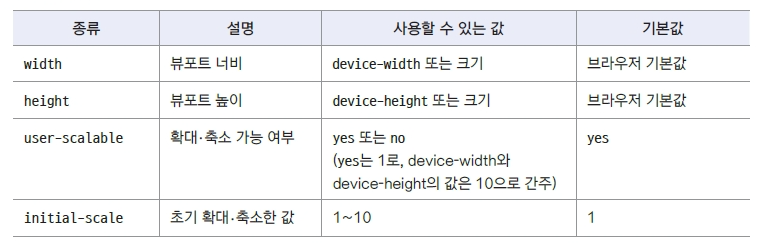 종류 설명 사용할 수 있는 값 기본값
width 뷰포트 너비 device-width 또는 크기 브라우저 기본값
height 뷰포트 높이 device-height 또는 크기 브라우저 기본값
user-scalable 확대·축소 가능 여부 yes 또는 no yes
(yes는 1로, device-width와
device-height의 값은 10으로 간주)
initial-scale 초기 확대·축소한 값 1~10 1